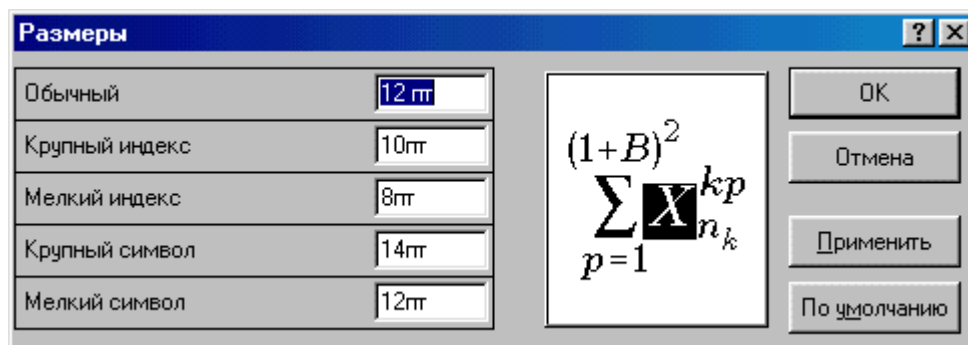 Размеры
Обычный 12 пт
Крупный индекс 10пт
Мелкий индекс 8пт
Крупный символ 14пт
Мелкий символ 12пт
(1+B)²
∑ X kp n k
p=1
OK
Отмена
Применить
По умолчанию